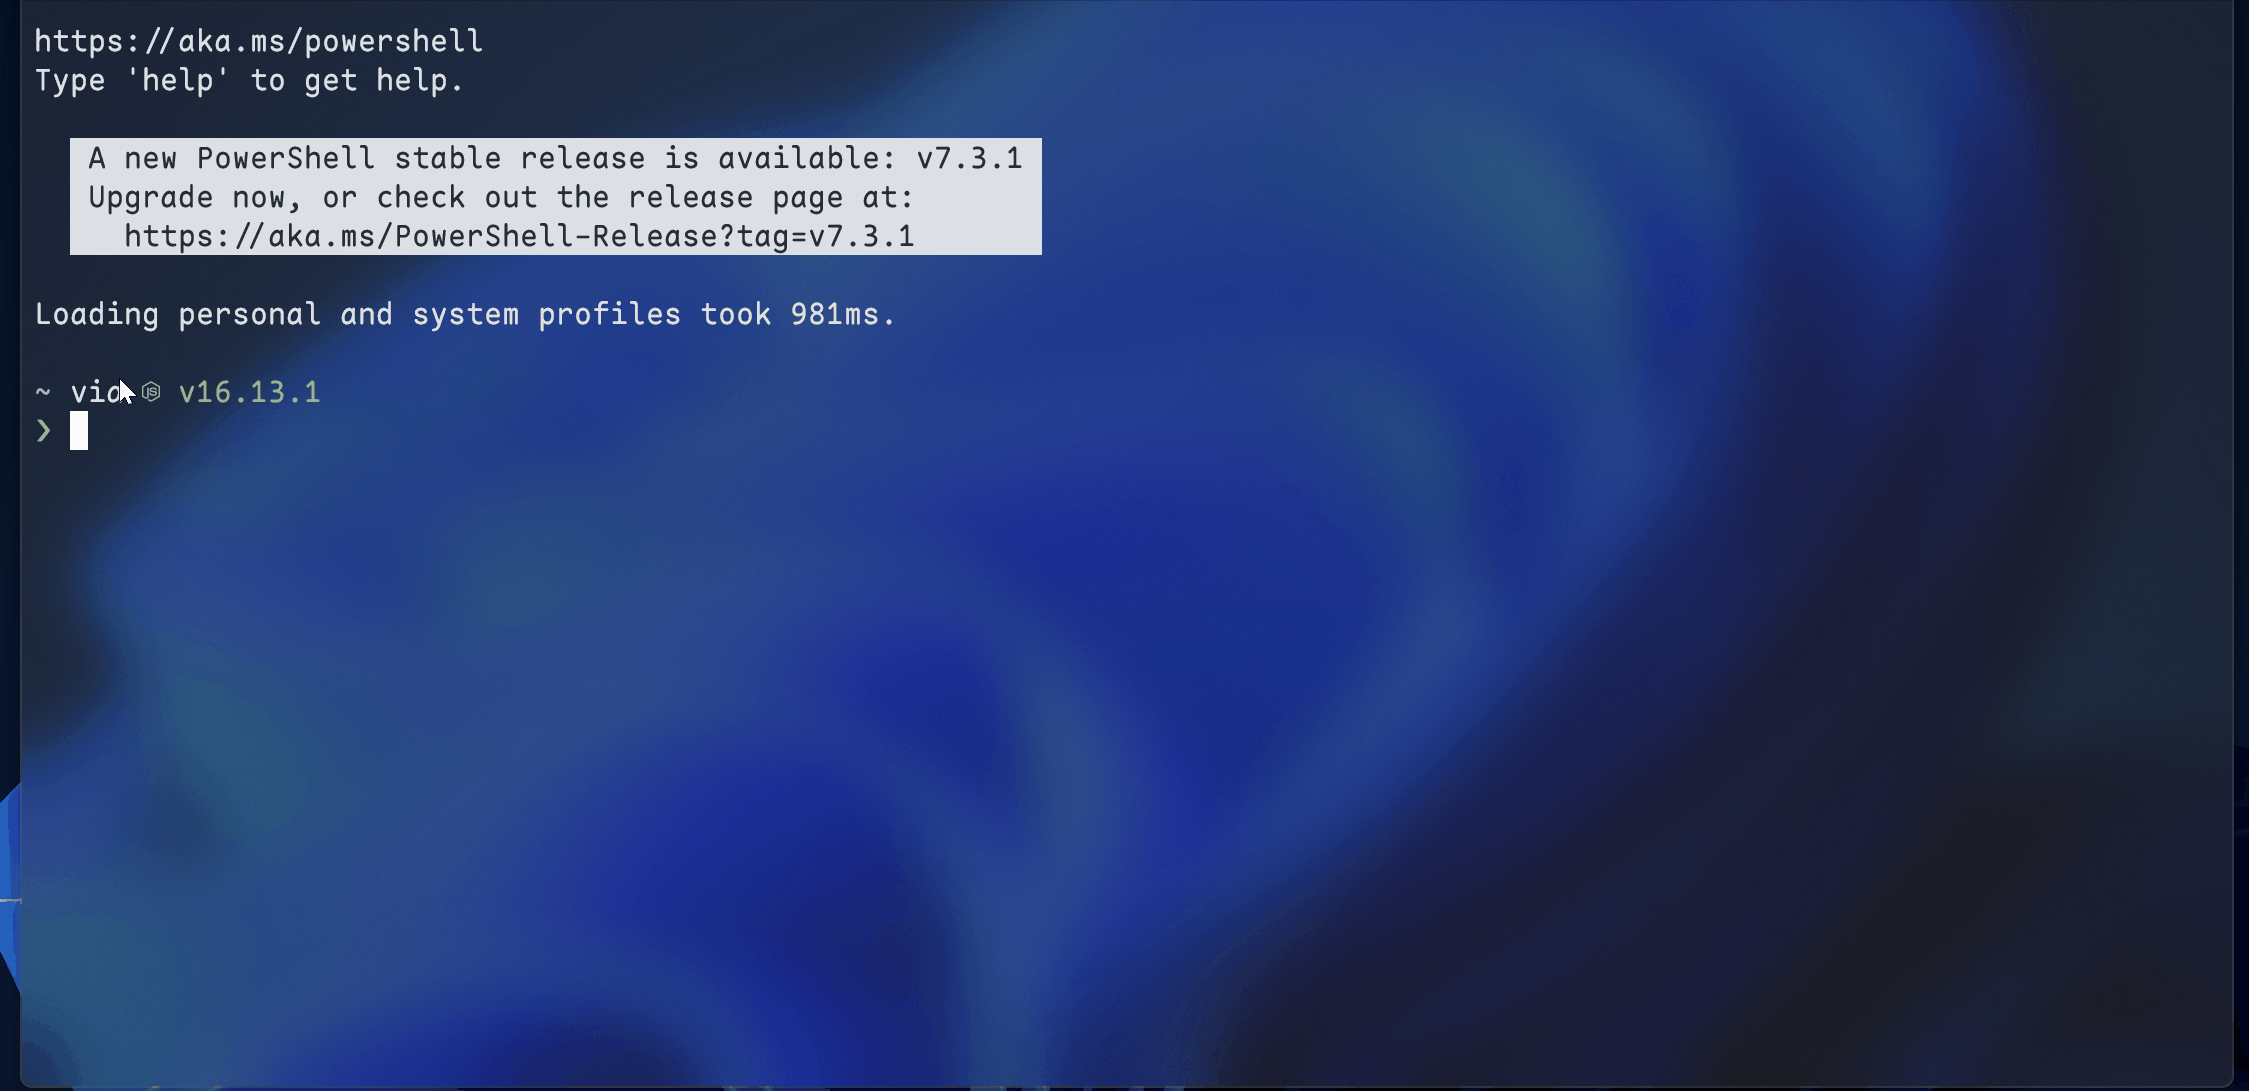 https://aka.ms/powershell
Type 'help' to get help.
A new PowerShell stable release is available: v7.3.1
Upgrade now, or check out the release page at:
https://aka.ms/PowerShell-Release?tag=v7.3.1
Loading personal and system profiles took 981ms.
~ via JS v16.13.1
❯